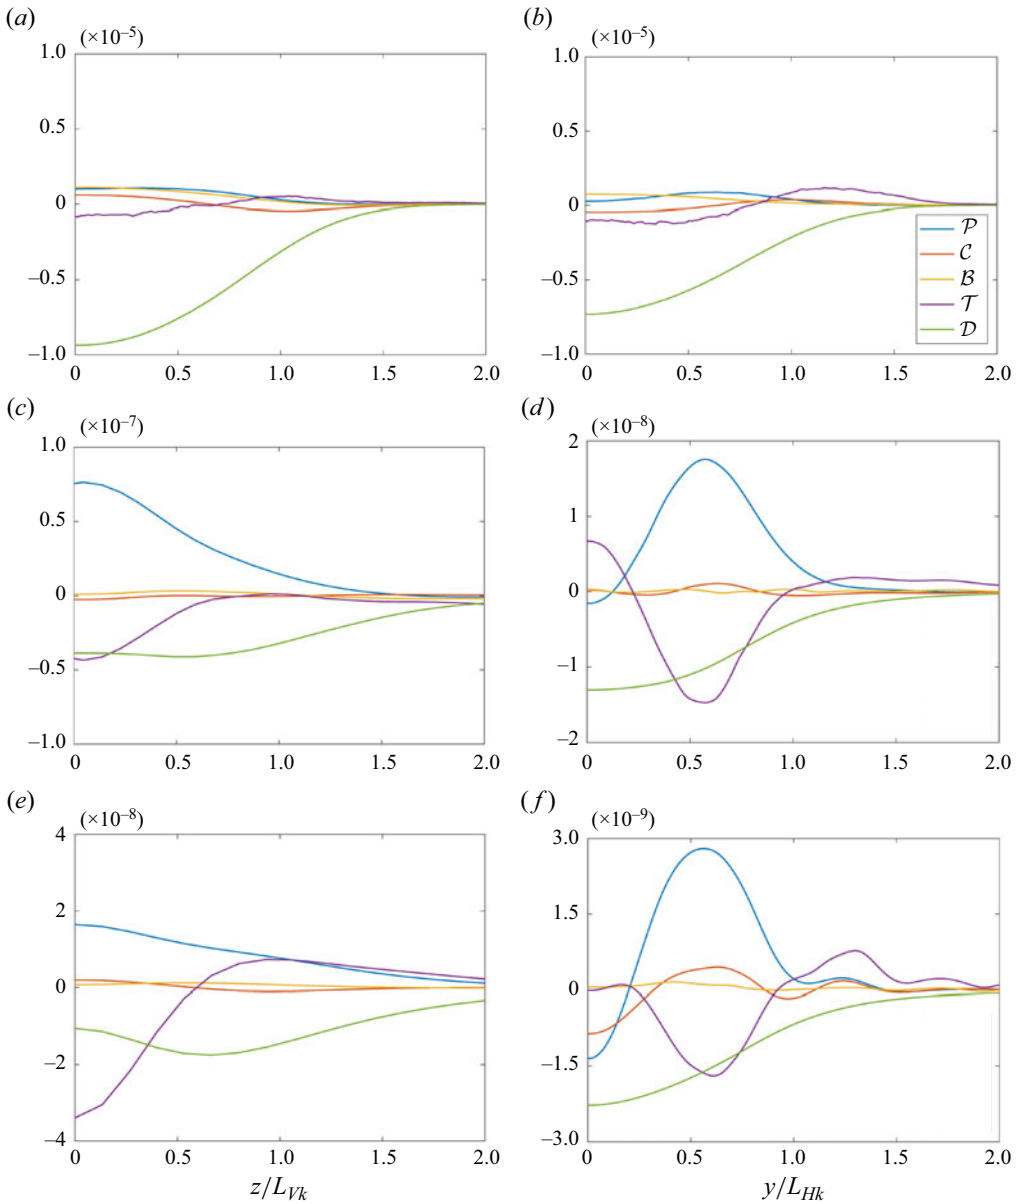 (a) (b)
(×10⁻⁵) (×10⁻⁵)
1.0 1.0
0.5 0.5
0 0
𝒫
𝒞
ℬ
𝒯
𝒟
–0.5 –0.5
–1.0 –1.0
0 0.5 1.0 1.5 2.0 0 0.5 1.0 1.5 2.0
(c) (d)
(×10⁻⁷) (×10⁻⁸)
1.0 2
0.5 1
0 0
–0.5 –1
–1.0 –2
0 0.5 1.0 1.5 2.0 0 0.5 1.0 1.5 2.0
(e) (f)
(×10⁻⁸) (×10⁻⁹)
4 3.0
2 1.5
0 0
–2 –1.5
–4 –3.0
0 0.5 1.0 1.5 2.0 0 0.5 1.0 1.5 2.0
z/L_{Vk} y/L_{Hk}